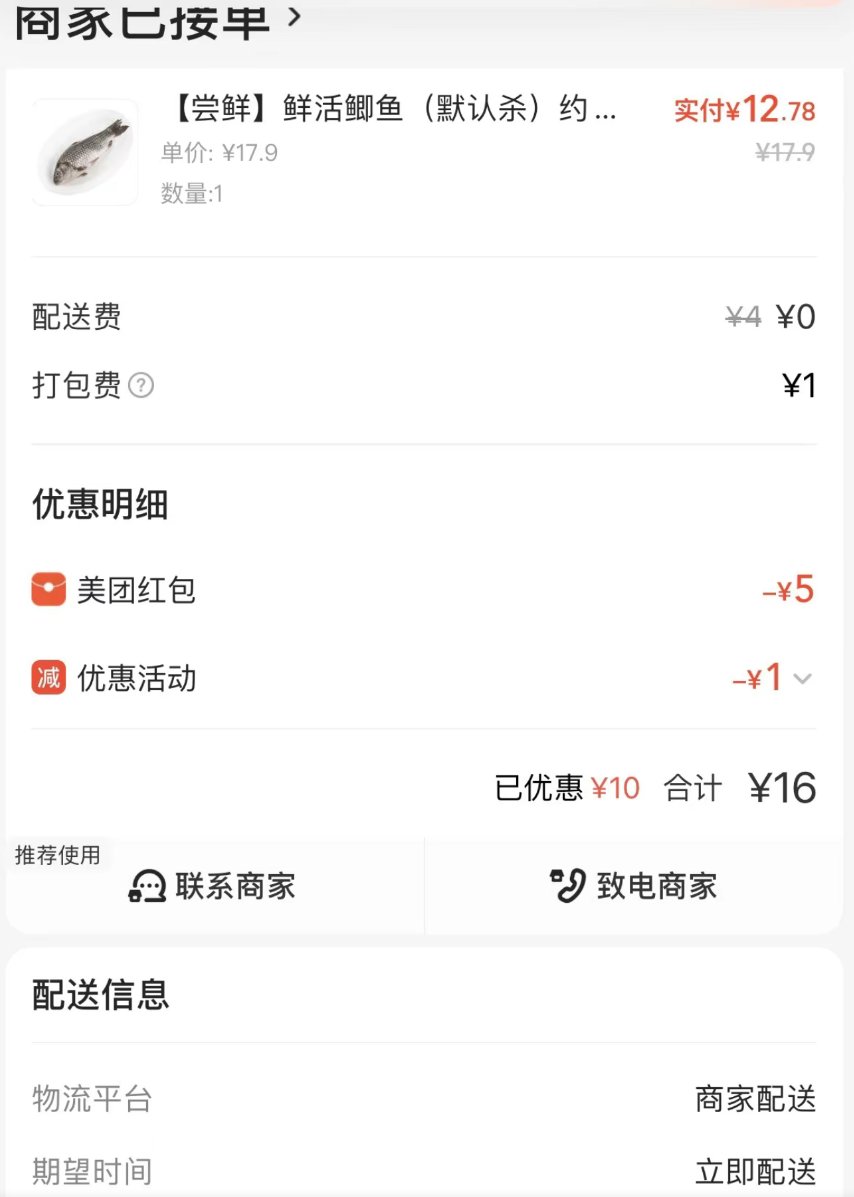 商家已接单 >
【尝鲜】鲜活鲫鱼（默认杀）约... 实付¥12.78
单价: ¥17.9 ¥17.9
数量:1
配送费 ¥4 ¥0
打包费 ? ¥1
优惠明细
美团红包 -¥5
减 优惠活动 -¥1
已优惠 ¥10 合计 ¥16
推荐使用
联系商家 致电商家
配送信息
物流平台 商家配送
期望时间 立即配送